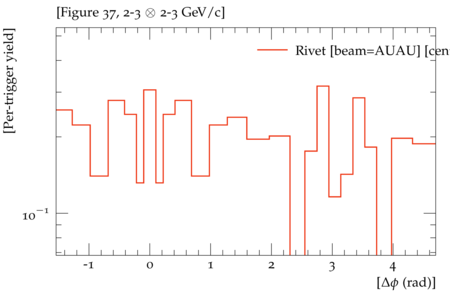 [Figure 37, 2-3 ⊗ 2-3 GeV/c]
[Per-trigger yield]
Rivet [beam=AUAU] [cen
10⁻¹
-1 0 1 2 3 4
[Δϕ (rad)]